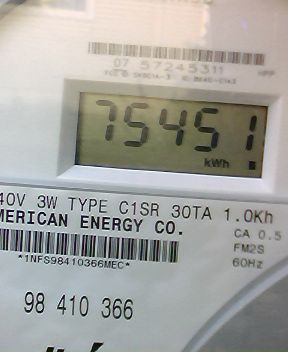 07 57245311
HPP
75451
kWh
40V 3W TYPE C1SR 30TA 1.0Kh
MERICAN ENERGY CO.
CA 0.5
*1NFS98410366MEC*
FM2S
60Hz
98 410 366